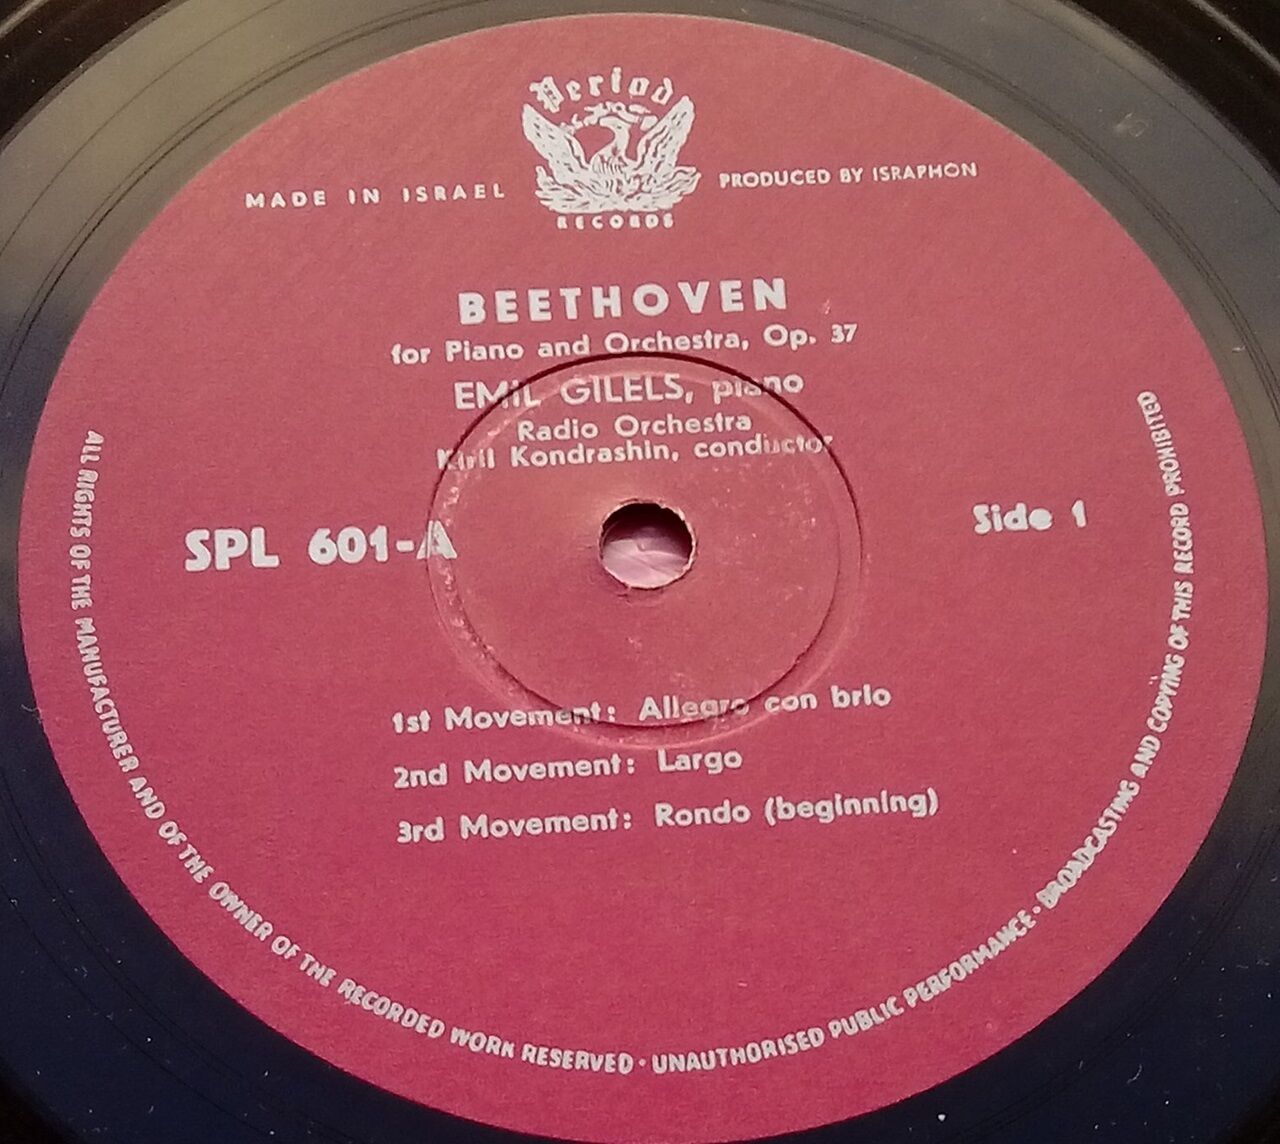 Period
RECORDS
MADE IN ISRAEL
PRODUCED BY ISRAPHON
BEETHOVEN
for Piano and Orchestra, Op. 37
EMIL GILELS, piano
Radio Orchestra
Kiril Kondrashin, conductor
SPL 601-A
Side 1
1st Movement: Allegro con brio
2nd Movement: Largo
3rd Movement: Rondo (beginning)
ALL RIGHTS OF THE MANUFACTURER AND OF THE OWNER OF THE RECORDED WORK RESERVED · UNAUTHORISED PUBLIC PERFORMANCE · BROADCASTING AND COPYING OF THIS RECORD PROHIBITED